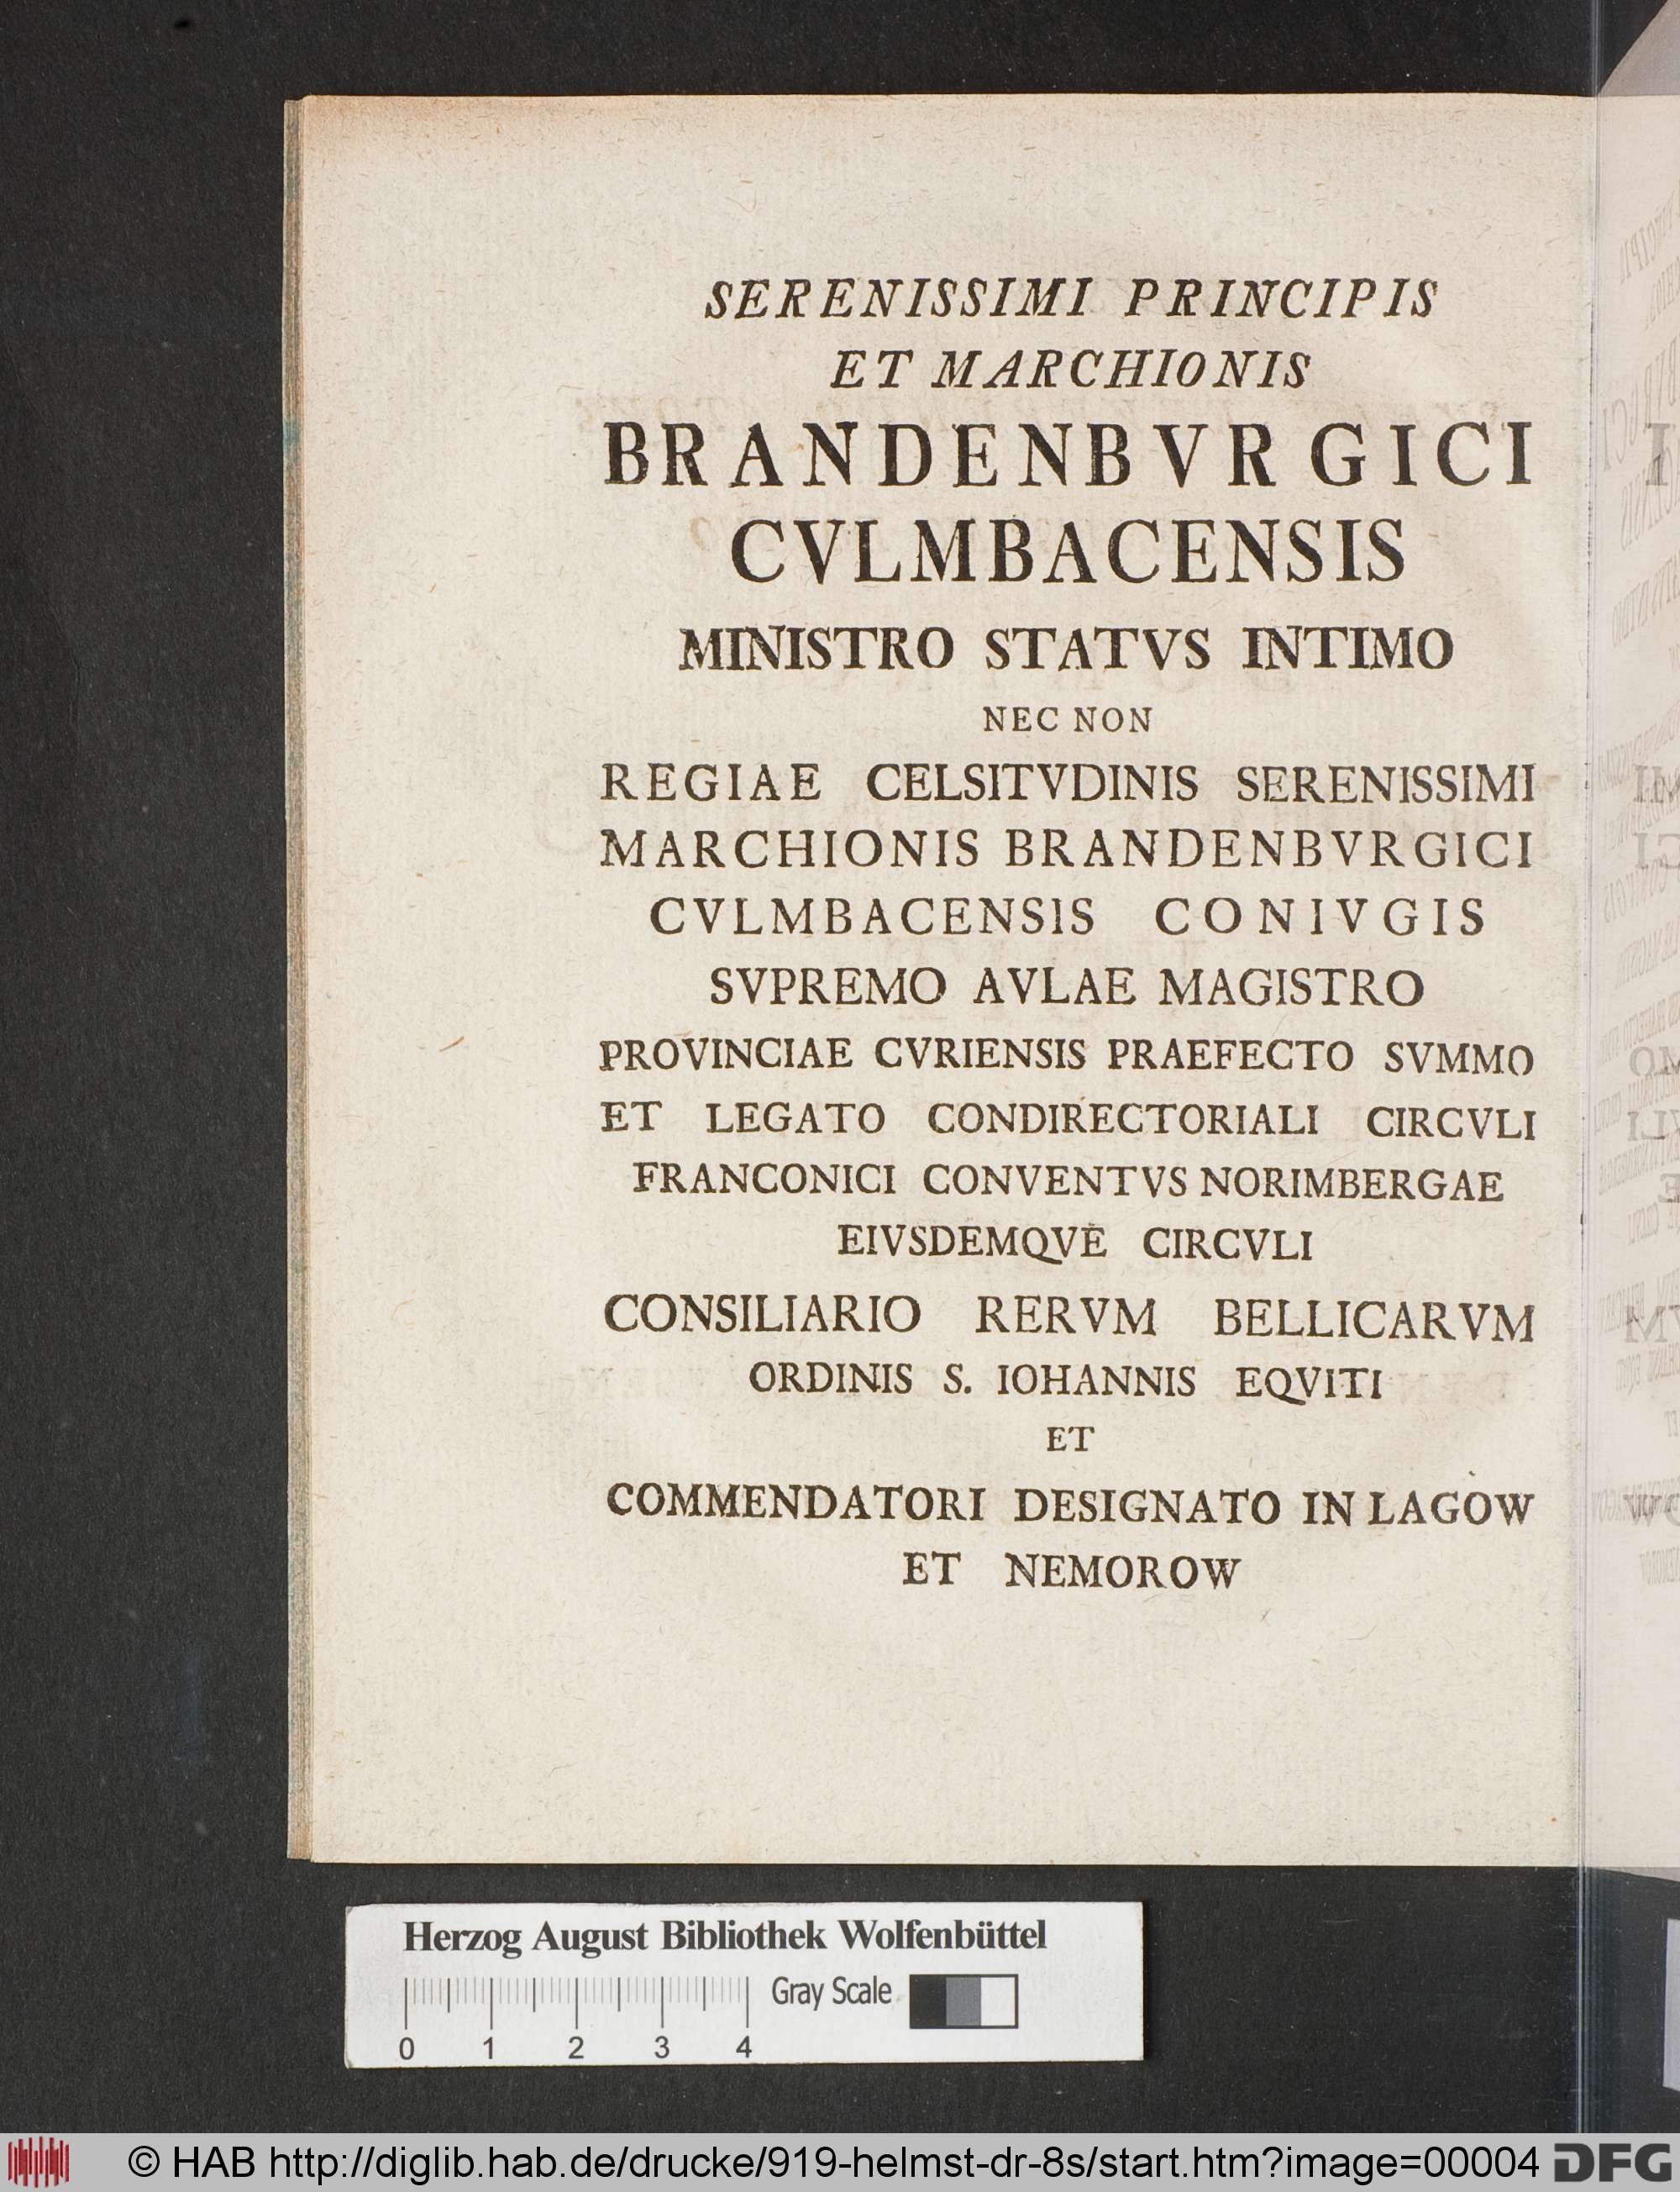 SERENISSIMI PRINCIPIS
ET MARCHIONIS
BRANDENBVRGICI
CVLMBACENSIS
MINISTRO STATVS INTIMO
NEC NON
REGIAE CELSITVDINIS SERENISSIMI
MARCHIONIS BRANDENBVRGICI
CVLMBACENSIS CONIVGIS
SVPREMO AVLAE MAGISTRO
PROVINCIAE CVRIENSIS PRAEFECTO SVMMO
ET LEGATO CONDIRECTORIALI CIRCVLI
FRANCONICI CONVENTVS NORIMBERGAE
EIVSDEMQVE CIRCVLI
CONSILIARIO RERVM BELLICARVM
ORDINIS S. IOHANNIS EQVITI
ET
COMMENDATORI DESIGNATO IN LAGOW
ET NEMOROW
Herzog August Bibliothek Wolfenbüttel
Gray Scale
0 1 2 3 4
© HAB http://diglib.hab.de/drucke/919-helmst-dr-8s/start.htm?image=00004 DFG